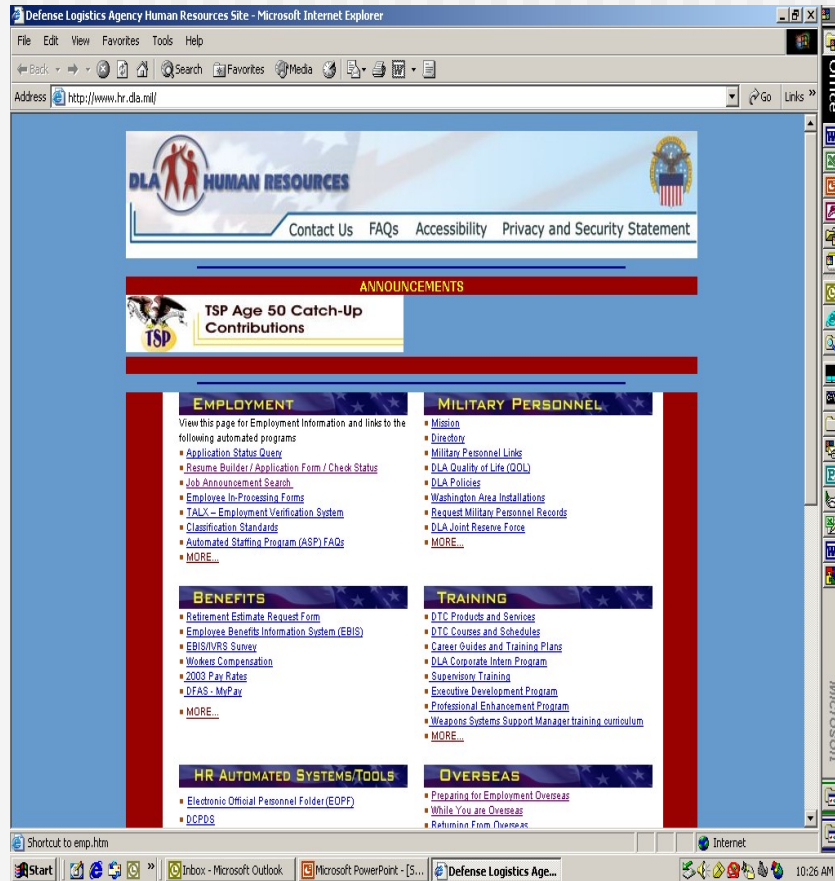 Defense Logistics Agency Human Resources Site - Microsoft Internet Explorer
File Edit View Favorites Tools Help
Back Search Favorites Media
Address http://www.hr.dla.mil/ Go Links »
Office
DLA HUMAN RESOURCES
Contact Us FAQs Accessibility Privacy and Security Statement
ANNOUNCEMENTS
TSP
TSP Age 50 Catch-Up
Contributions
EMPLOYMENT
View this page for Employment Information and links to the
following automated programs
Application Status Query
Resume Builder / Application Form / Check Status
Job Announcement Search
Employee In-Processing Forms
TALX – Employment Verification System
Classification Standards
Automated Staffing Program (ASP) FAQs
MORE...
MILITARY PERSONNEL
Mission
Directory
Military Personnel Links
DLA Quality of Life (QOL)
DLA Policies
Washington Area Installations
Request Military Personnel Records
DLA Joint Reserve Force
MORE...
BENEFITS
Retirement Estimate Request Form
Employee Benefits Information System (EBIS)
EBIS/IVRS Survey
Workers Compensation
2003 Pay Rates
DFAS - MyPay
MORE...
TRAINING
DTC Products and Services
DTC Courses and Schedules
Career Guides and Training Plans
DLA Corporate Intern Program
Supervisory Training
Executive Development Program
Professional Enhancement Program
Weapons Systems Support Manager training curriculum
MORE...
HR AUTOMATED SYSTEMS/TOOLS
Electronic Official Personnel Folder (EOPF)
DCPDS
OVERSEAS
Preparing for Employment Overseas
While You are Overseas
Returning From Overseas
Microsoft
Shortcut to emp.htm Internet
Start » Inbox - Microsoft Outlook Microsoft PowerPoint - [S... Defense Logistics Age... 10:26 AM